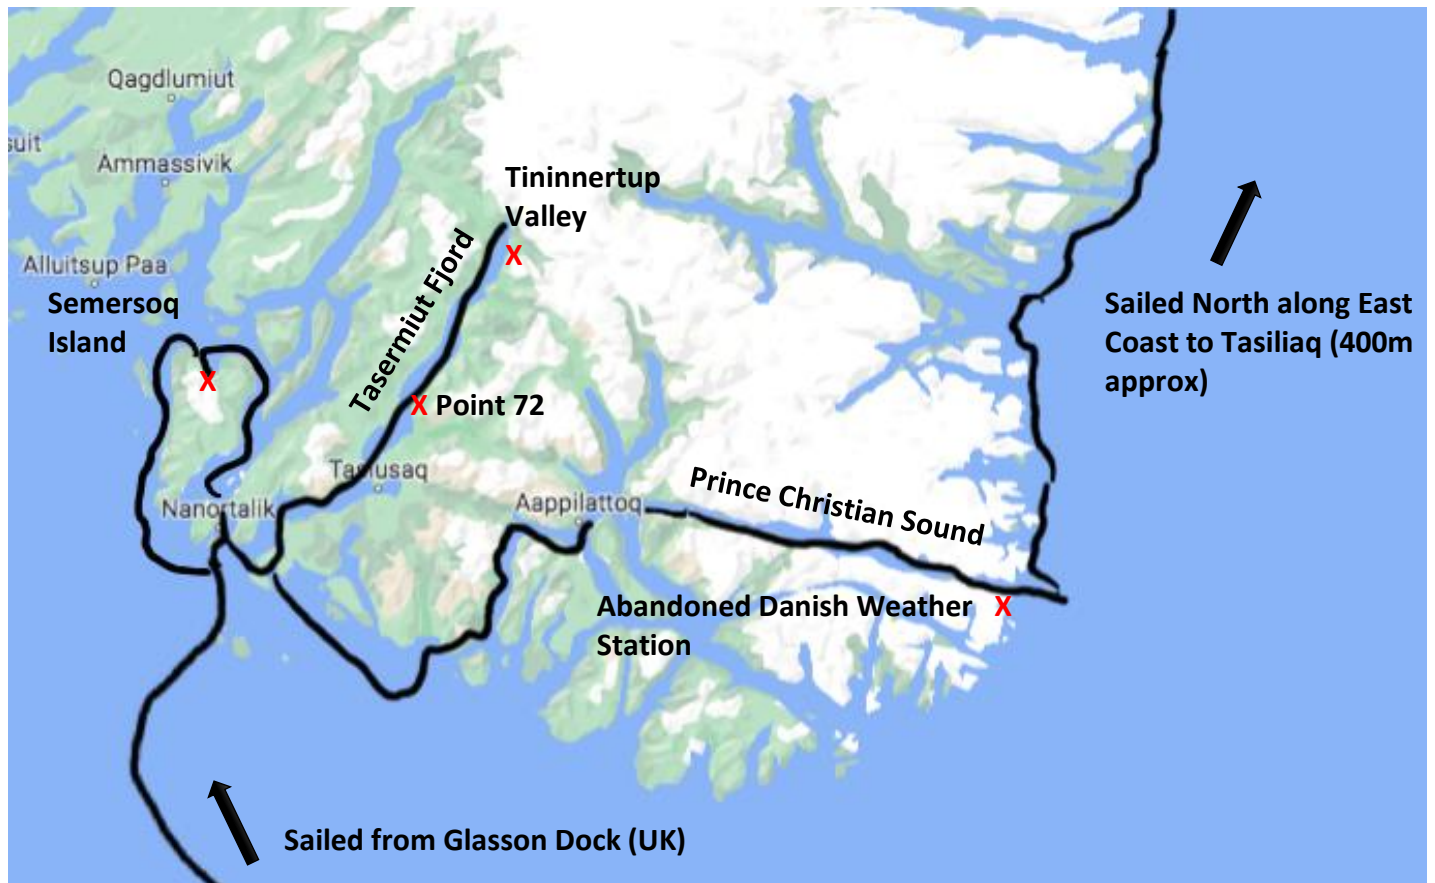 Qagdlumiut
suit
Ammassivik
Tininnertup
Valley
Alluitsup Paa
Semersoq
Island
Tasermiut Fjord
X
Sailed North along East
Coast to Tasiliaq (400m
approx)
X
X Point 72
Tasiusaq
Nanortalik
Aappilattoq
Prince Christian Sound
Abandoned Danish Weather X
Station
Sailed from Glasson Dock (UK)